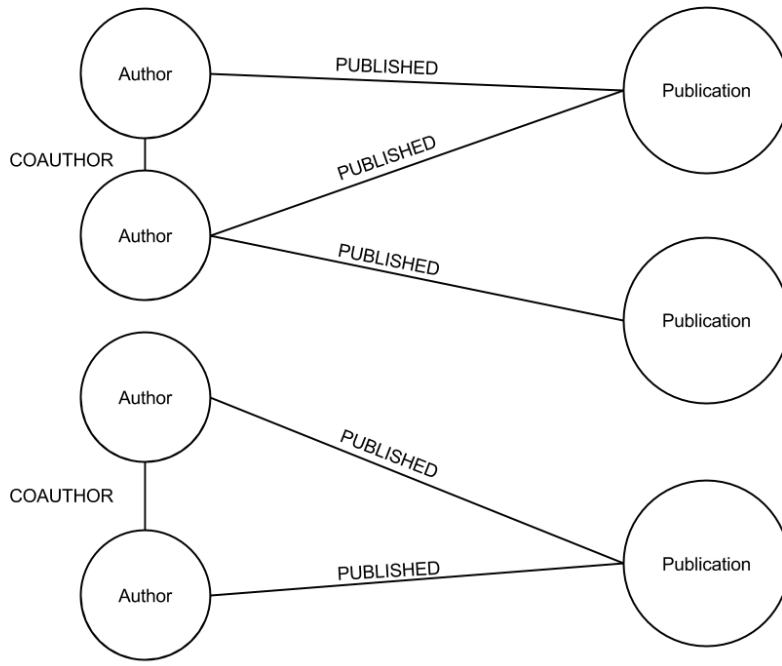 Author
PUBLISHED
Publication
COAUTHOR
PUBLISHED
Author
PUBLISHED
Publication
Author
PUBLISHED
COAUTHOR
Author
PUBLISHED
Publication